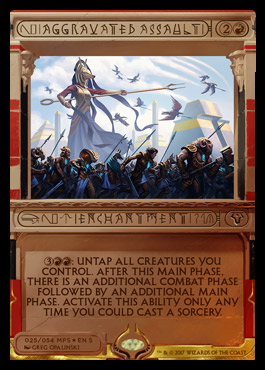 AGGRAVATED ASSAULT 2
ENCHANTMENT
3: UNTAP ALL CREATURES YOU
CONTROL. AFTER THIS MAIN PHASE,
THERE IS AN ADDITIONAL COMBAT PHASE
FOLLOWED BY AN ADDITIONAL MAIN
PHASE. ACTIVATE THIS ABILITY ONLY ANY
TIME YOU COULD CAST A SORCERY.
025/054 MPS★EN S
GREG OPALINSKI
™ & © 2017 WIZARDS OF THE COAST